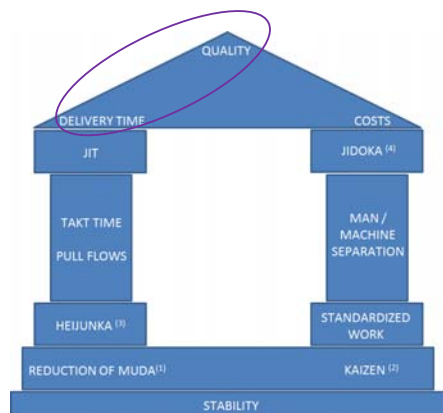 QUALITY
DELIVERY TIME COSTS
JIT JIDOKA (4)
TAKT TIME MAN /
MACHINE
PULL FLOWS SEPARATION
HEIJUNKA (3) STANDARDIZED
WORK
REDUCTION OF MUDA(1) KAIZEN (2)
STABILITY